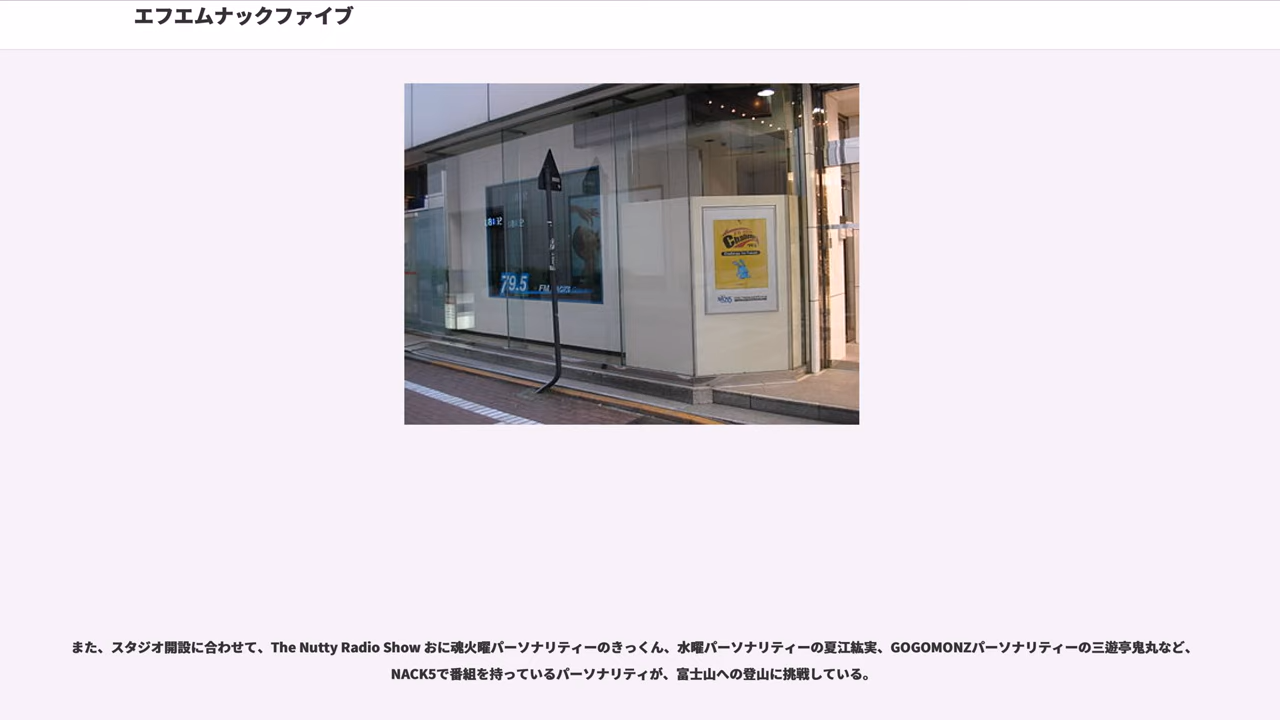 エフエムナックファイブ
79.5
また、スタジオ開設に合わせて、The Nutty Radio Show おに魂火曜パーソナリティーのきっくん、水曜パーソナリティーの夏江紘実、GOGOMONZパーソナリティーの三遊亭鬼丸など、
NACK5で番組を持っているパーソナリティが、富士山への登山に挑戦している。